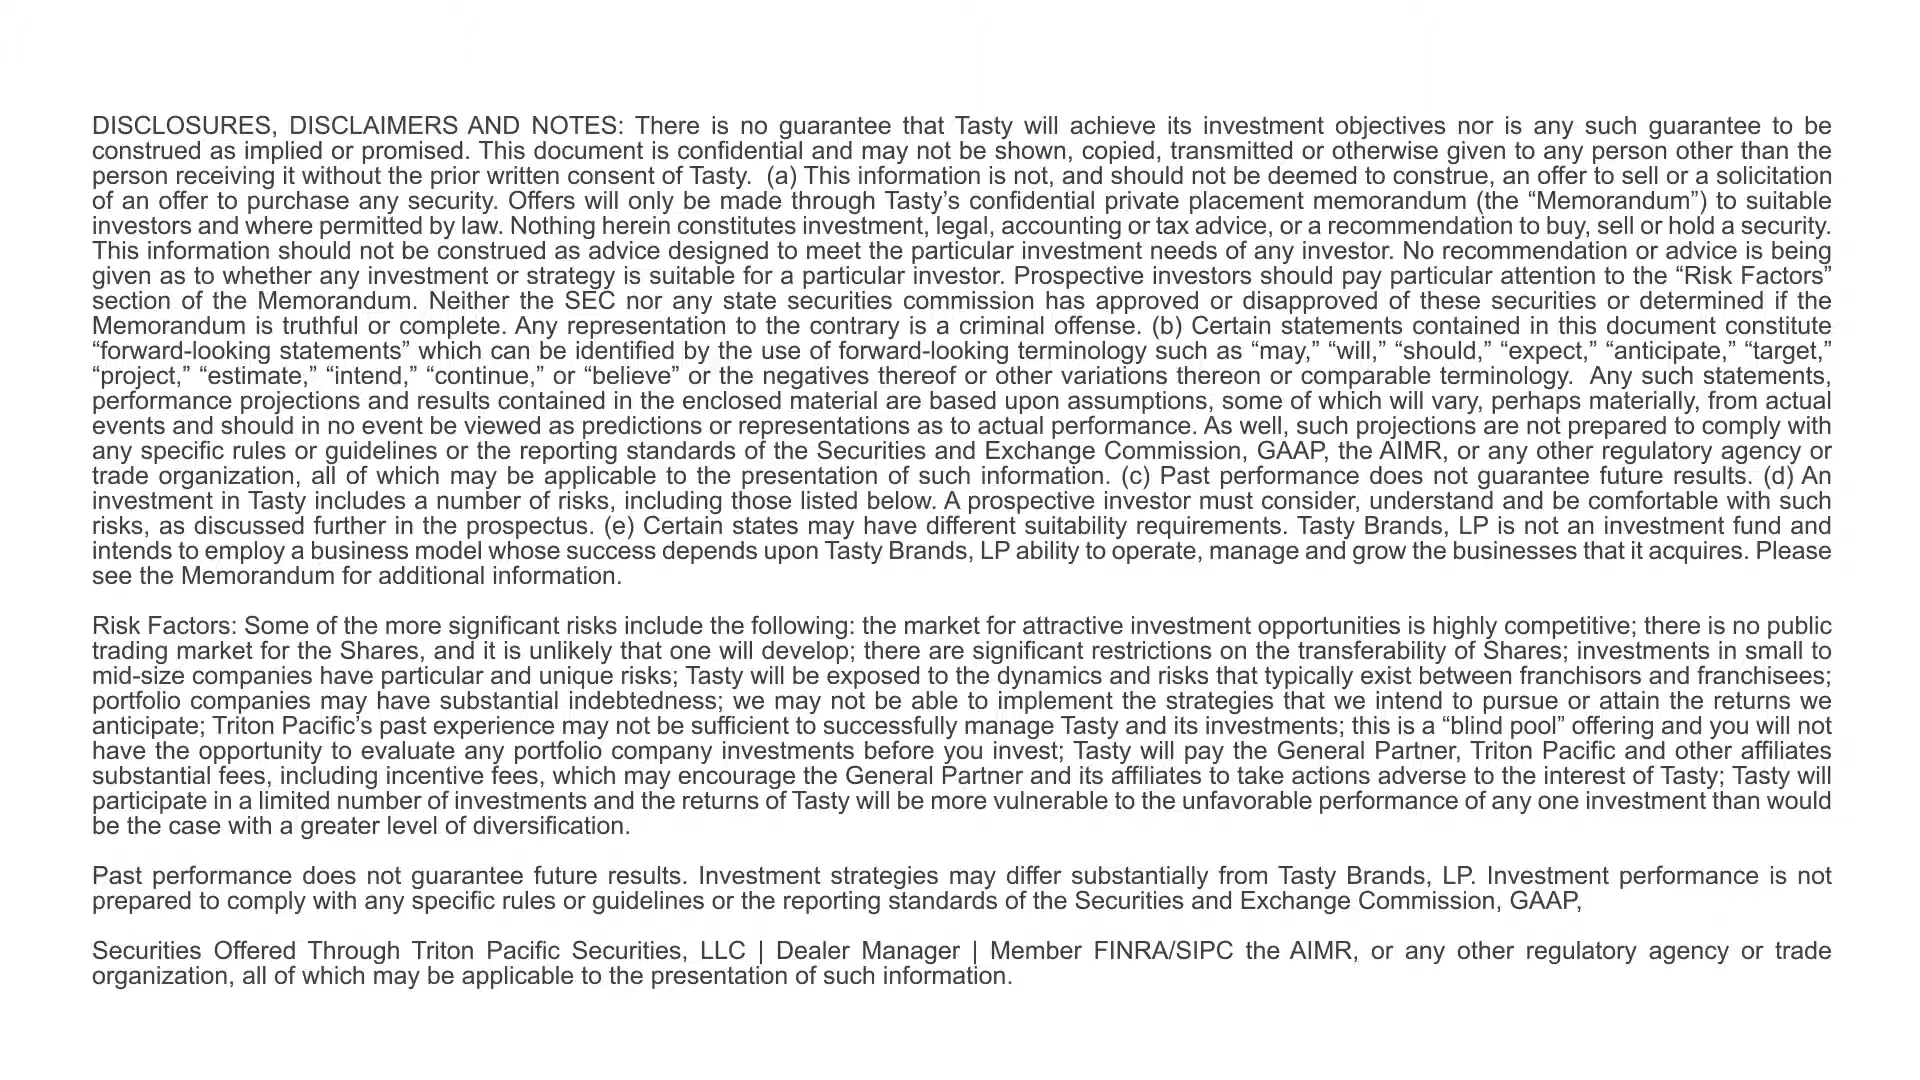 DISCLOSURES, DISCLAIMERS AND NOTES: There is no guarantee that Tasty will achieve its investment objectives nor is any such guarantee to be
construed as implied or promised. This document is confidential and may not be shown, copied, transmitted or otherwise given to any person other than the
person receiving it without the prior written consent of Tasty.  (a) This information is not, and should not be deemed to construe, an offer to sell or a solicitation
of an offer to purchase any security. Offers will only be made through Tasty’s confidential private placement memorandum (the “Memorandum”) to suitable
investors and where permitted by law. Nothing herein constitutes investment, legal, accounting or tax advice, or a recommendation to buy, sell or hold a security.
This information should not be construed as advice designed to meet the particular investment needs of any investor. No recommendation or advice is being
given as to whether any investment or strategy is suitable for a particular investor. Prospective investors should pay particular attention to the “Risk Factors”
section of the Memorandum. Neither the SEC nor any state securities commission has approved or disapproved of these securities or determined if the
Memorandum is truthful or complete. Any representation to the contrary is a criminal offense. (b) Certain statements contained in this document constitute
“forward-looking statements” which can be identified by the use of forward-looking terminology such as “may,” “will,” “should,” “expect,” “anticipate,” “target,”
“project,” “estimate,” “intend,” “continue,” or “believe” or the negatives thereof or other variations thereon or comparable terminology.  Any such statements,
performance projections and results contained in the enclosed material are based upon assumptions, some of which will vary, perhaps materially, from actual
events and should in no event be viewed as predictions or representations as to actual performance. As well, such projections are not prepared to comply with
any specific rules or guidelines or the reporting standards of the Securities and Exchange Commission, GAAP, the AIMR, or any other regulatory agency or
trade organization, all of which may be applicable to the presentation of such information. (c) Past performance does not guarantee future results. (d) An
investment in Tasty includes a number of risks, including those listed below. A prospective investor must consider, understand and be comfortable with such
risks, as discussed further in the prospectus. (e) Certain states may have different suitability requirements. Tasty Brands, LP is not an investment fund and
intends to employ a business model whose success depends upon Tasty Brands, LP ability to operate, manage and grow the businesses that it acquires. Please
see the Memorandum for additional information.
Risk Factors: Some of the more significant risks include the following: the market for attractive investment opportunities is highly competitive; there is no public
trading market for the Shares, and it is unlikely that one will develop; there are significant restrictions on the transferability of Shares; investments in small to
mid-size companies have particular and unique risks; Tasty will be exposed to the dynamics and risks that typically exist between franchisors and franchisees;
portfolio companies may have substantial indebtedness; we may not be able to implement the strategies that we intend to pursue or attain the returns we
anticipate; Triton Pacific’s past experience may not be sufficient to successfully manage Tasty and its investments; this is a “blind pool” offering and you will not
have the opportunity to evaluate any portfolio company investments before you invest; Tasty will pay the General Partner, Triton Pacific and other affiliates
substantial fees, including incentive fees, which may encourage the General Partner and its affiliates to take actions adverse to the interest of Tasty; Tasty will
participate in a limited number of investments and the returns of Tasty will be more vulnerable to the unfavorable performance of any one investment than would
be the case with a greater level of diversification.
Past performance does not guarantee future results. Investment strategies may differ substantially from Tasty Brands, LP. Investment performance is not
prepared to comply with any specific rules or guidelines or the reporting standards of the Securities and Exchange Commission, GAAP,
Securities Offered Through Triton Pacific Securities, LLC | Dealer Manager | Member FINRA/SIPC the AIMR, or any other regulatory agency or trade
organization, all of which may be applicable to the presentation of such information.